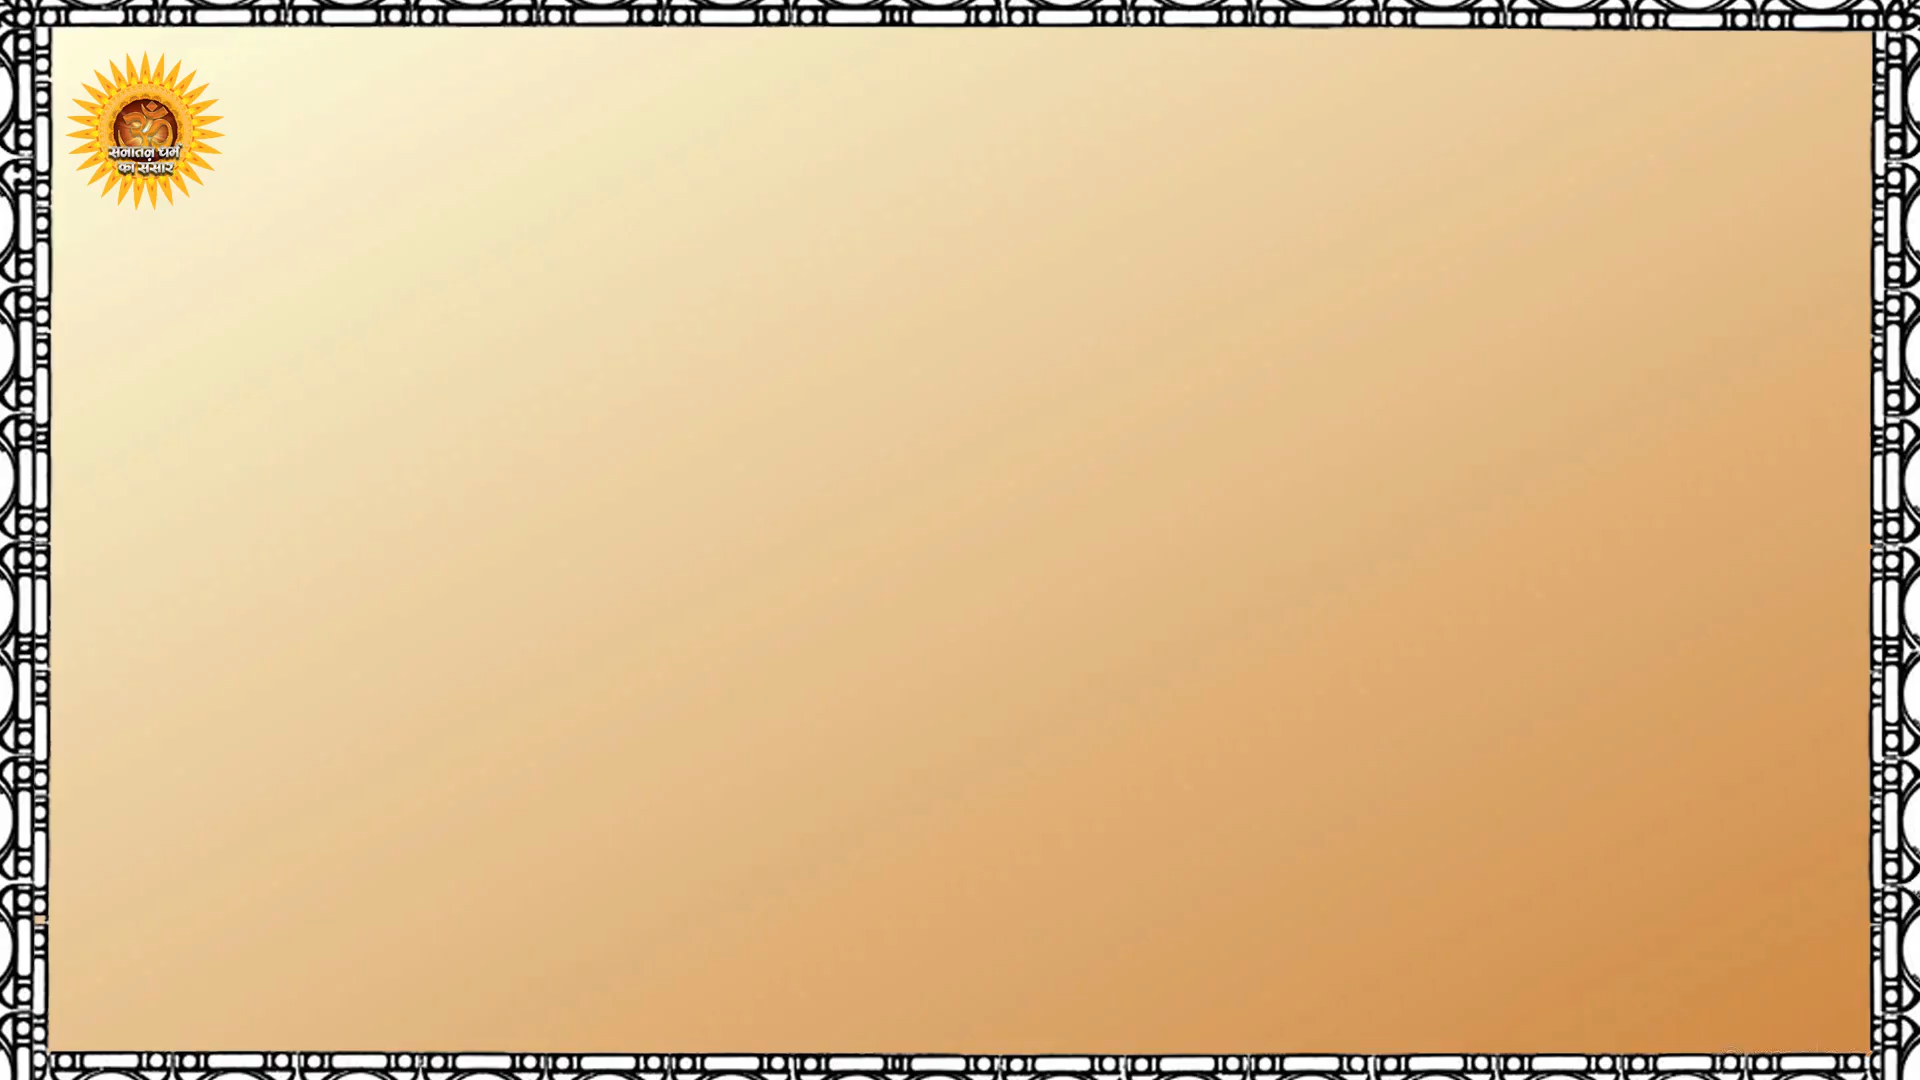 सनातन धर्म
का संसार